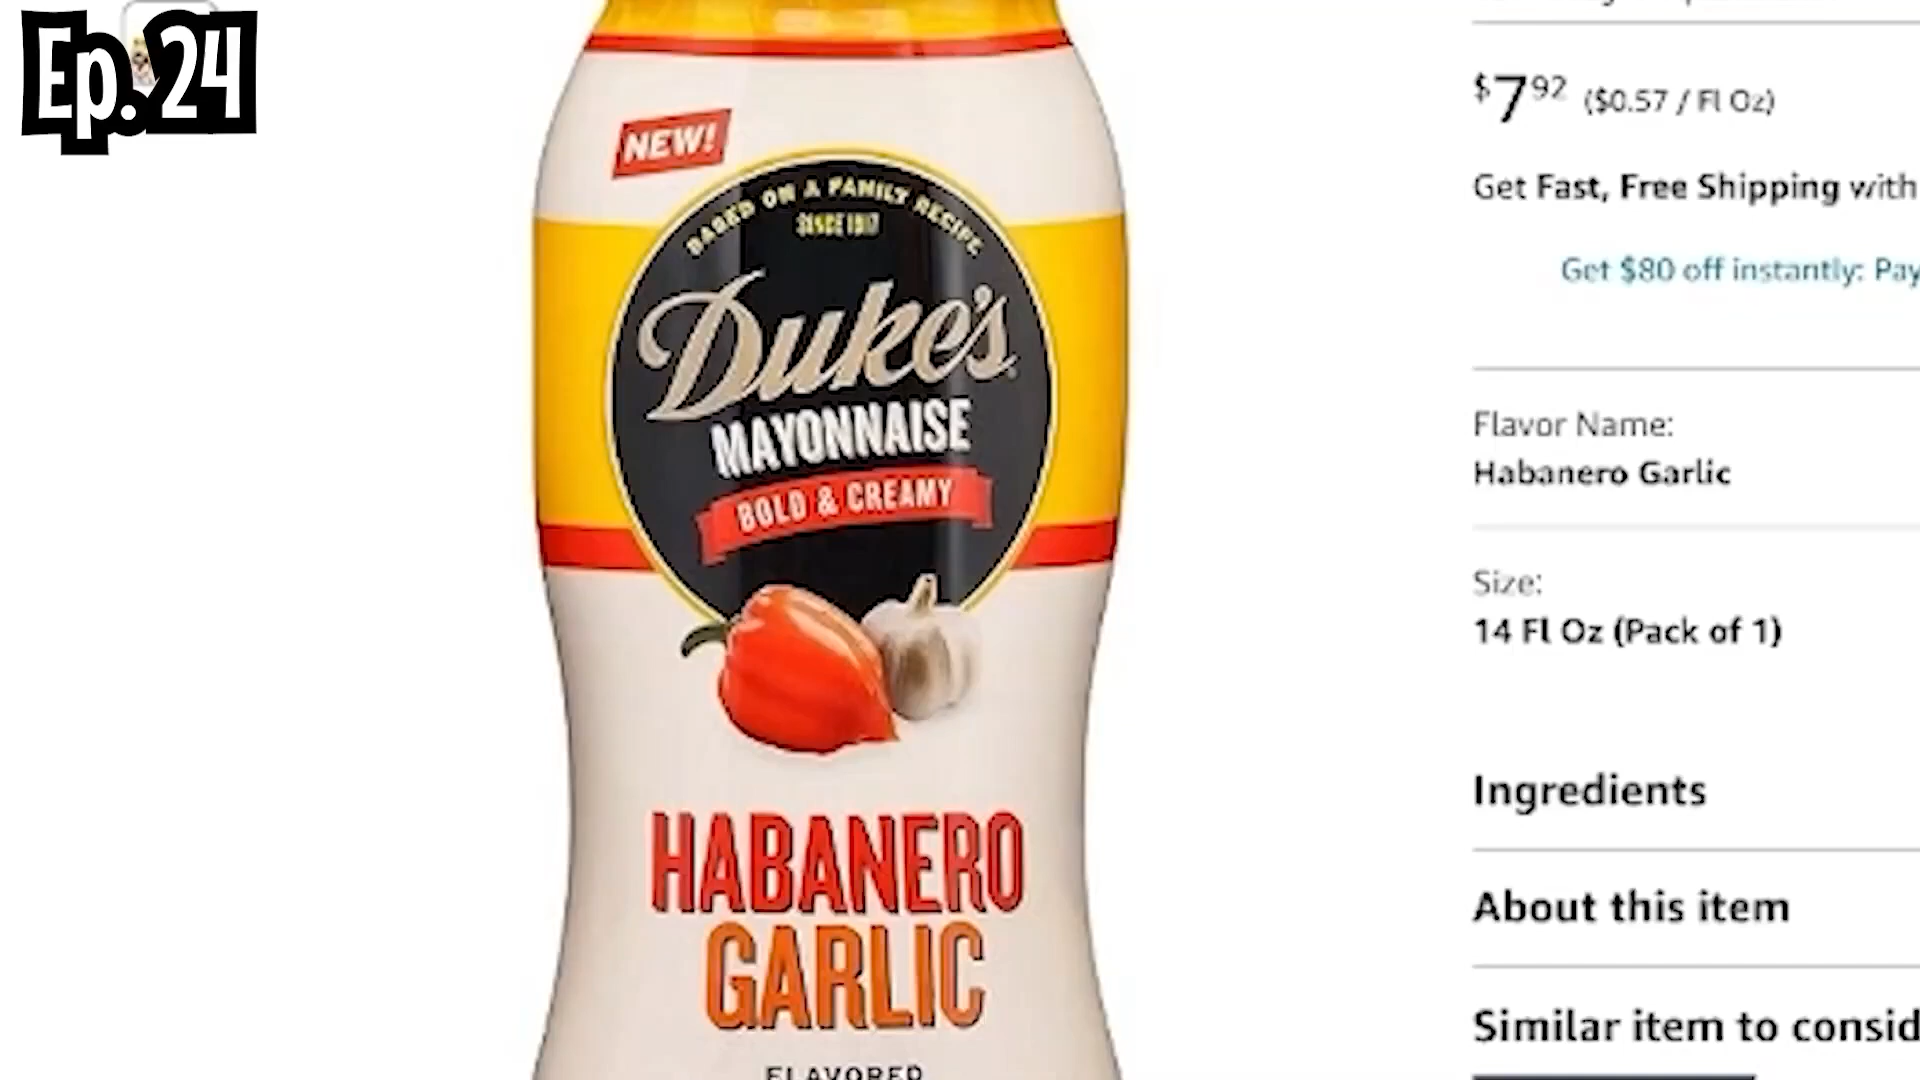 Ep. 24
NEW!
BASED ON A FAMILY RECIPE
SINCE 1917
Duke's
MAYONNAISE
BOLD & CREAMY
HABANERO
GARLIC
FLAVORED
$7.92 ($0.57 / Fl Oz)
Get Fast, Free Shipping with
Get $80 off instantly: Pay
Flavor Name:
Habanero Garlic
Size:
14 Fl Oz (Pack of 1)
Ingredients
About this item
Similar item to consid